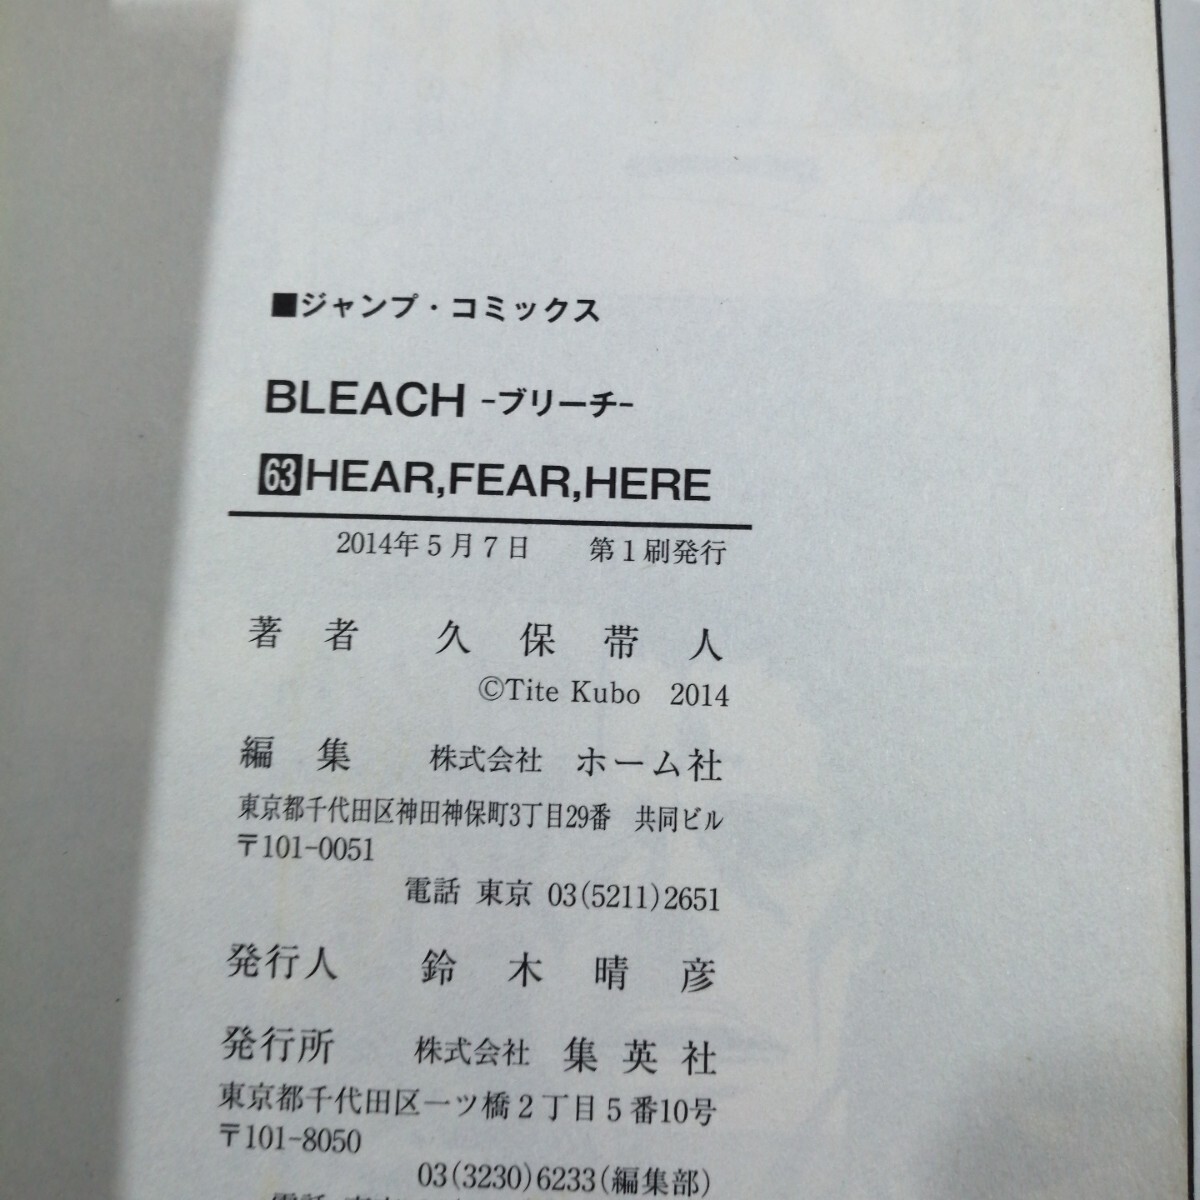 ■ジャンプ・コミックス
BLEACH -ブリーチ-
63 HEAR,FEAR,HERE
2014年5月7日　第1刷発行
著者　久保帯人
©Tite Kubo 2014
編集　株式会社 ホーム社
東京都千代田区神田神保町3丁目29番　共同ビル
〒101-0051
電話 東京 03(5211)2651
発行人　鈴木晴彦
発行所　株式会社 集英社
東京都千代田区一ツ橋2丁目5番10号
〒101-8050
03(3230)6233(編集部)
電話 東京